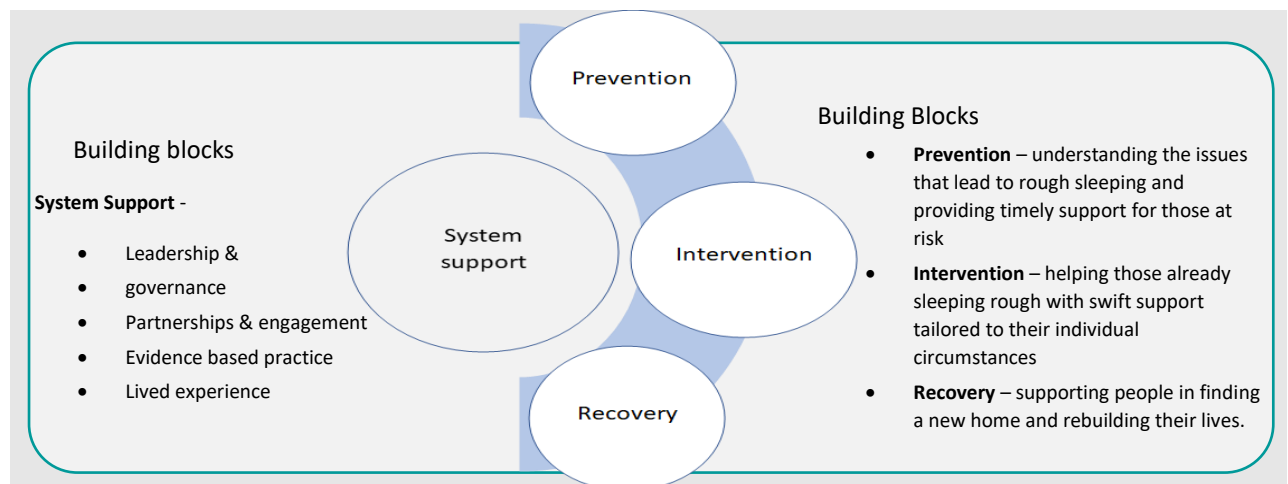 Building blocks
System Support -
• Leadership &
• governance
• Partnerships & engagement
• Evidence based practice
• Lived experience
Prevention
System
support
Intervention
Recovery
Building Blocks
• Prevention – understanding the issues
that lead to rough sleeping and
providing timely support for those at
risk
• Intervention – helping those already
sleeping rough with swift support
tailored to their individual
circumstances
• Recovery – supporting people in finding
a new home and rebuilding their lives.